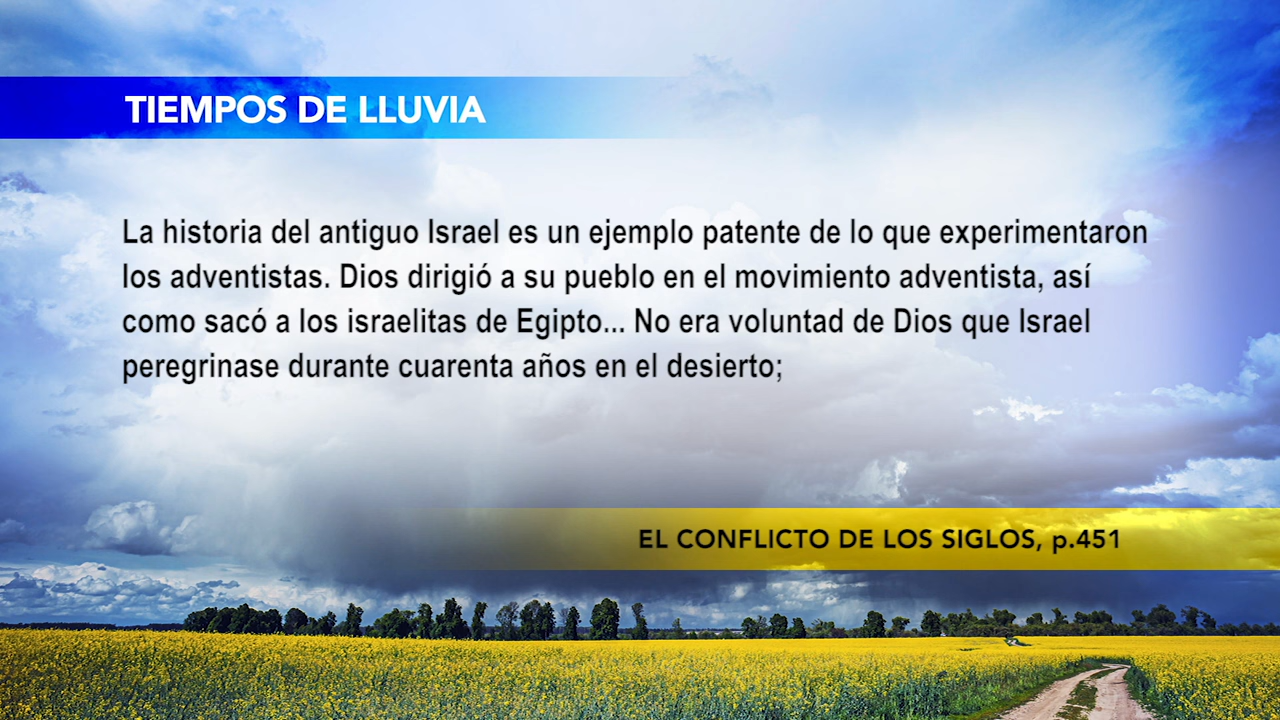 TIEMPOS DE LLUVIA
La historia del antiguo Israel es un ejemplo patente de lo que experimentaron
los adventistas. Dios dirigió a su pueblo en el movimiento adventista, así
como sacó a los israelitas de Egipto... No era voluntad de Dios que Israel
peregrinase durante cuarenta años en el desierto;
EL CONFLICTO DE LOS SIGLOS, p.451